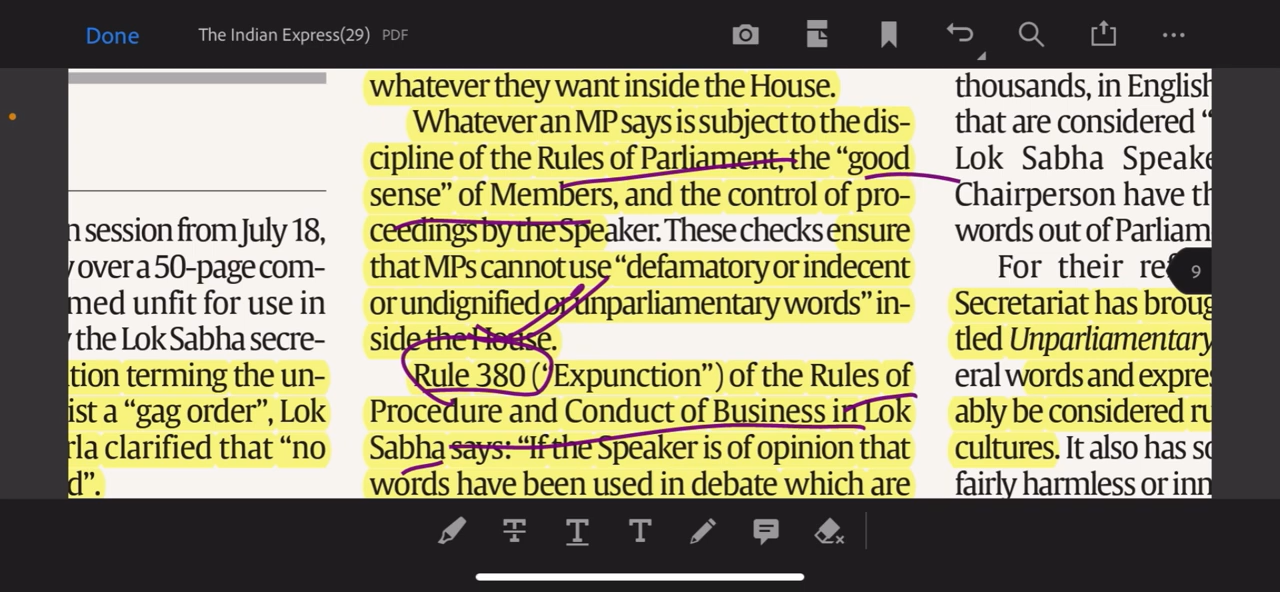 Done
The Indian Express(29) PDF
n session from July 18,
over a 50-page com-
med unfit for use in
the Lok Sabha secre-
tion terming the un-
ist a “gag order”, Lok
rla clarified that “no
d”.
whatever they want inside the House.
Whatever an MP says is subject to the dis-
cipline of the Rules of Parliament, the “good
sense” of Members, and the control of pro-
ceedings by the Speaker. These checks ensure
that MPs cannot use “defamatory or indecent
or undignified or unparliamentary words” in-
side the House.
Rule 380 (“Expunction”) of the Rules of
Procedure and Conduct of Business in Lok
Sabha says: “If the Speaker is of opinion that
words have been used in debate which are
thousands, in English
that are considered “
Lok Sabha Speake
Chairperson have th
words out of Parliam
For their re
Secretariat has broug
tled Unparliamentary
eral words and expres
ably be considered ru
cultures. It also has so
fairly harmless or inn
9